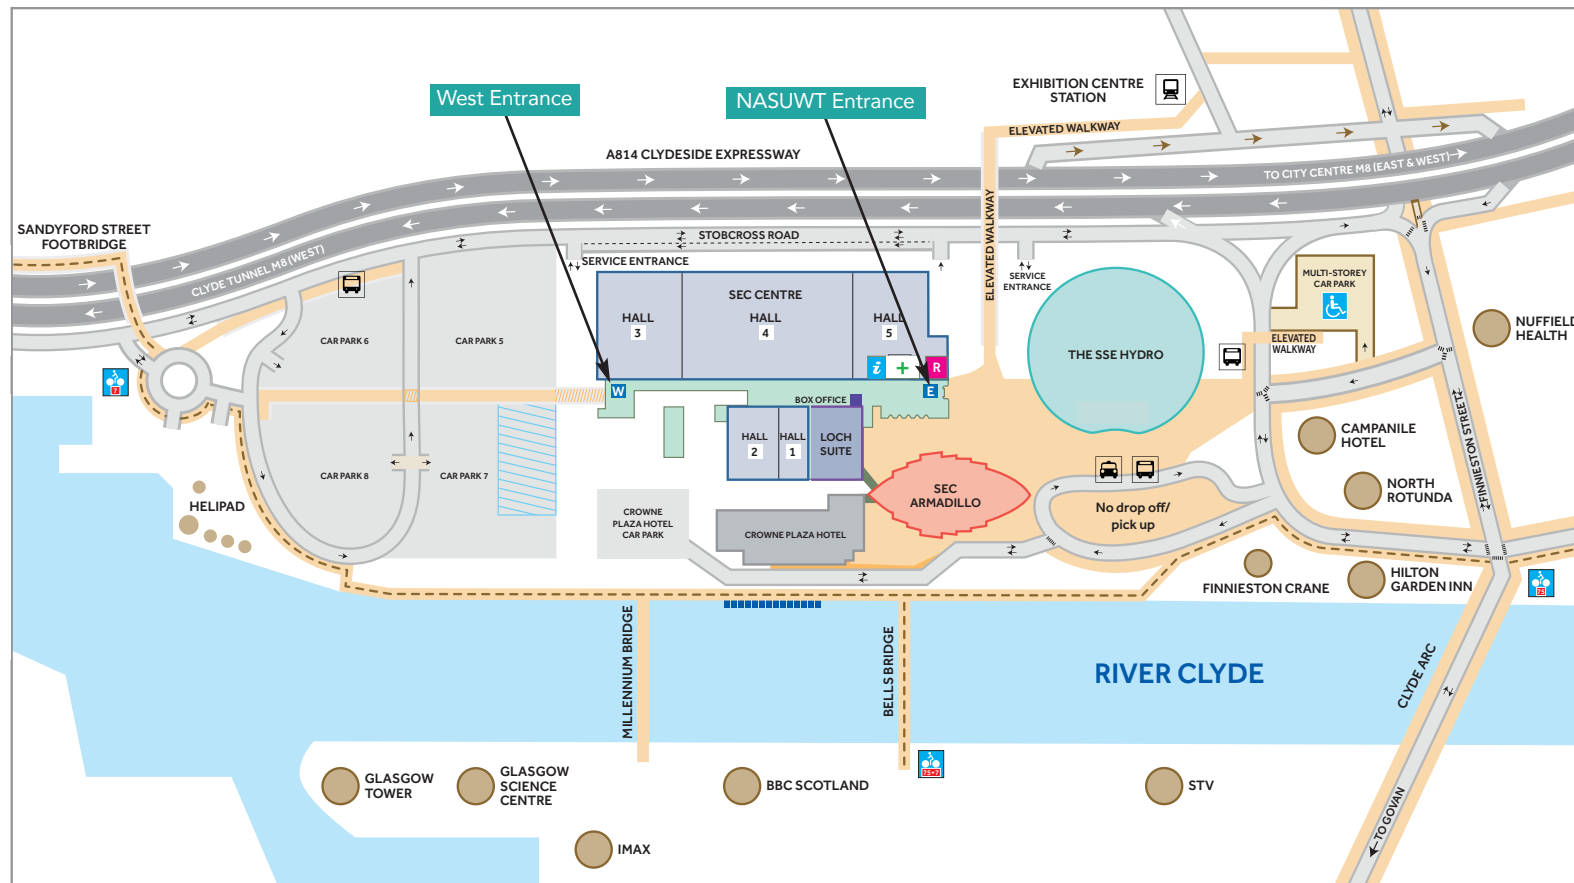 West Entrance
NASUWT Entrance
EXHIBITION CENTRE
STATION
ELEVATED WALKWAY
A814 CLYDESIDE EXPRESSWAY
TO CITY CENTRE M8 (EAST & WEST)
SANDYFORD STREET
FOOTBRIDGE
CLYDE TUNNEL M8 (WEST)
STOBCROSS ROAD
SERVICE ENTRANCE
ELEVATED WALKWAY
SERVICE
ENTRANCE
MULTI-STOREY
CAR PARK
SEC CENTRE
HALL
3
HALL
4
HALL
5
i
+
R
W
E
CAR PARK 6
CAR PARK 5
THE SSE HYDRO
ELEVATED
WALKWAY
NUFFIELD
HEALTH
7
BOX OFFICE
HALL
2
HALL
1
LOCH
SUITE
CAMPANILE
HOTEL
FINNIESTON STREET
CAR PARK 8
CAR PARK 7
SEC
ARMADILLO
NORTH
ROTUNDA
HELIPAD
No drop off/
pick up
CROWNE
PLAZA HOTEL
CAR PARK
CROWNE PLAZA HOTEL
FINNIESTON CRANE
HILTON
GARDEN INN
75
MILLENNIUM BRIDGE
BELLS BRIDGE
RIVER CLYDE
CLYDE ARC
75+7
GLASGOW
TOWER
GLASGOW
SCIENCE
CENTRE
BBC SCOTLAND
STV
IMAX
TO GOVAN